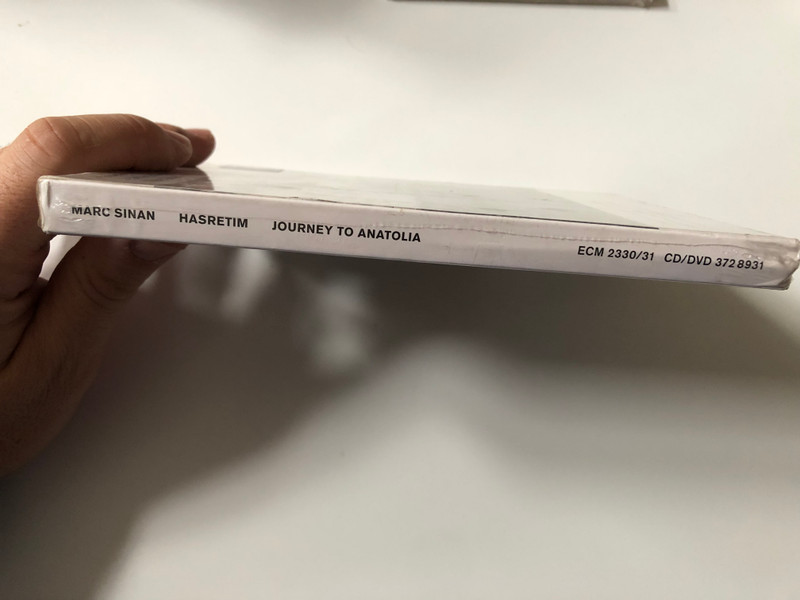 MARC SINAN HASRETIM JOURNEY TO ANATOLIA ECM 2330/31 CD/DVD 372 8931